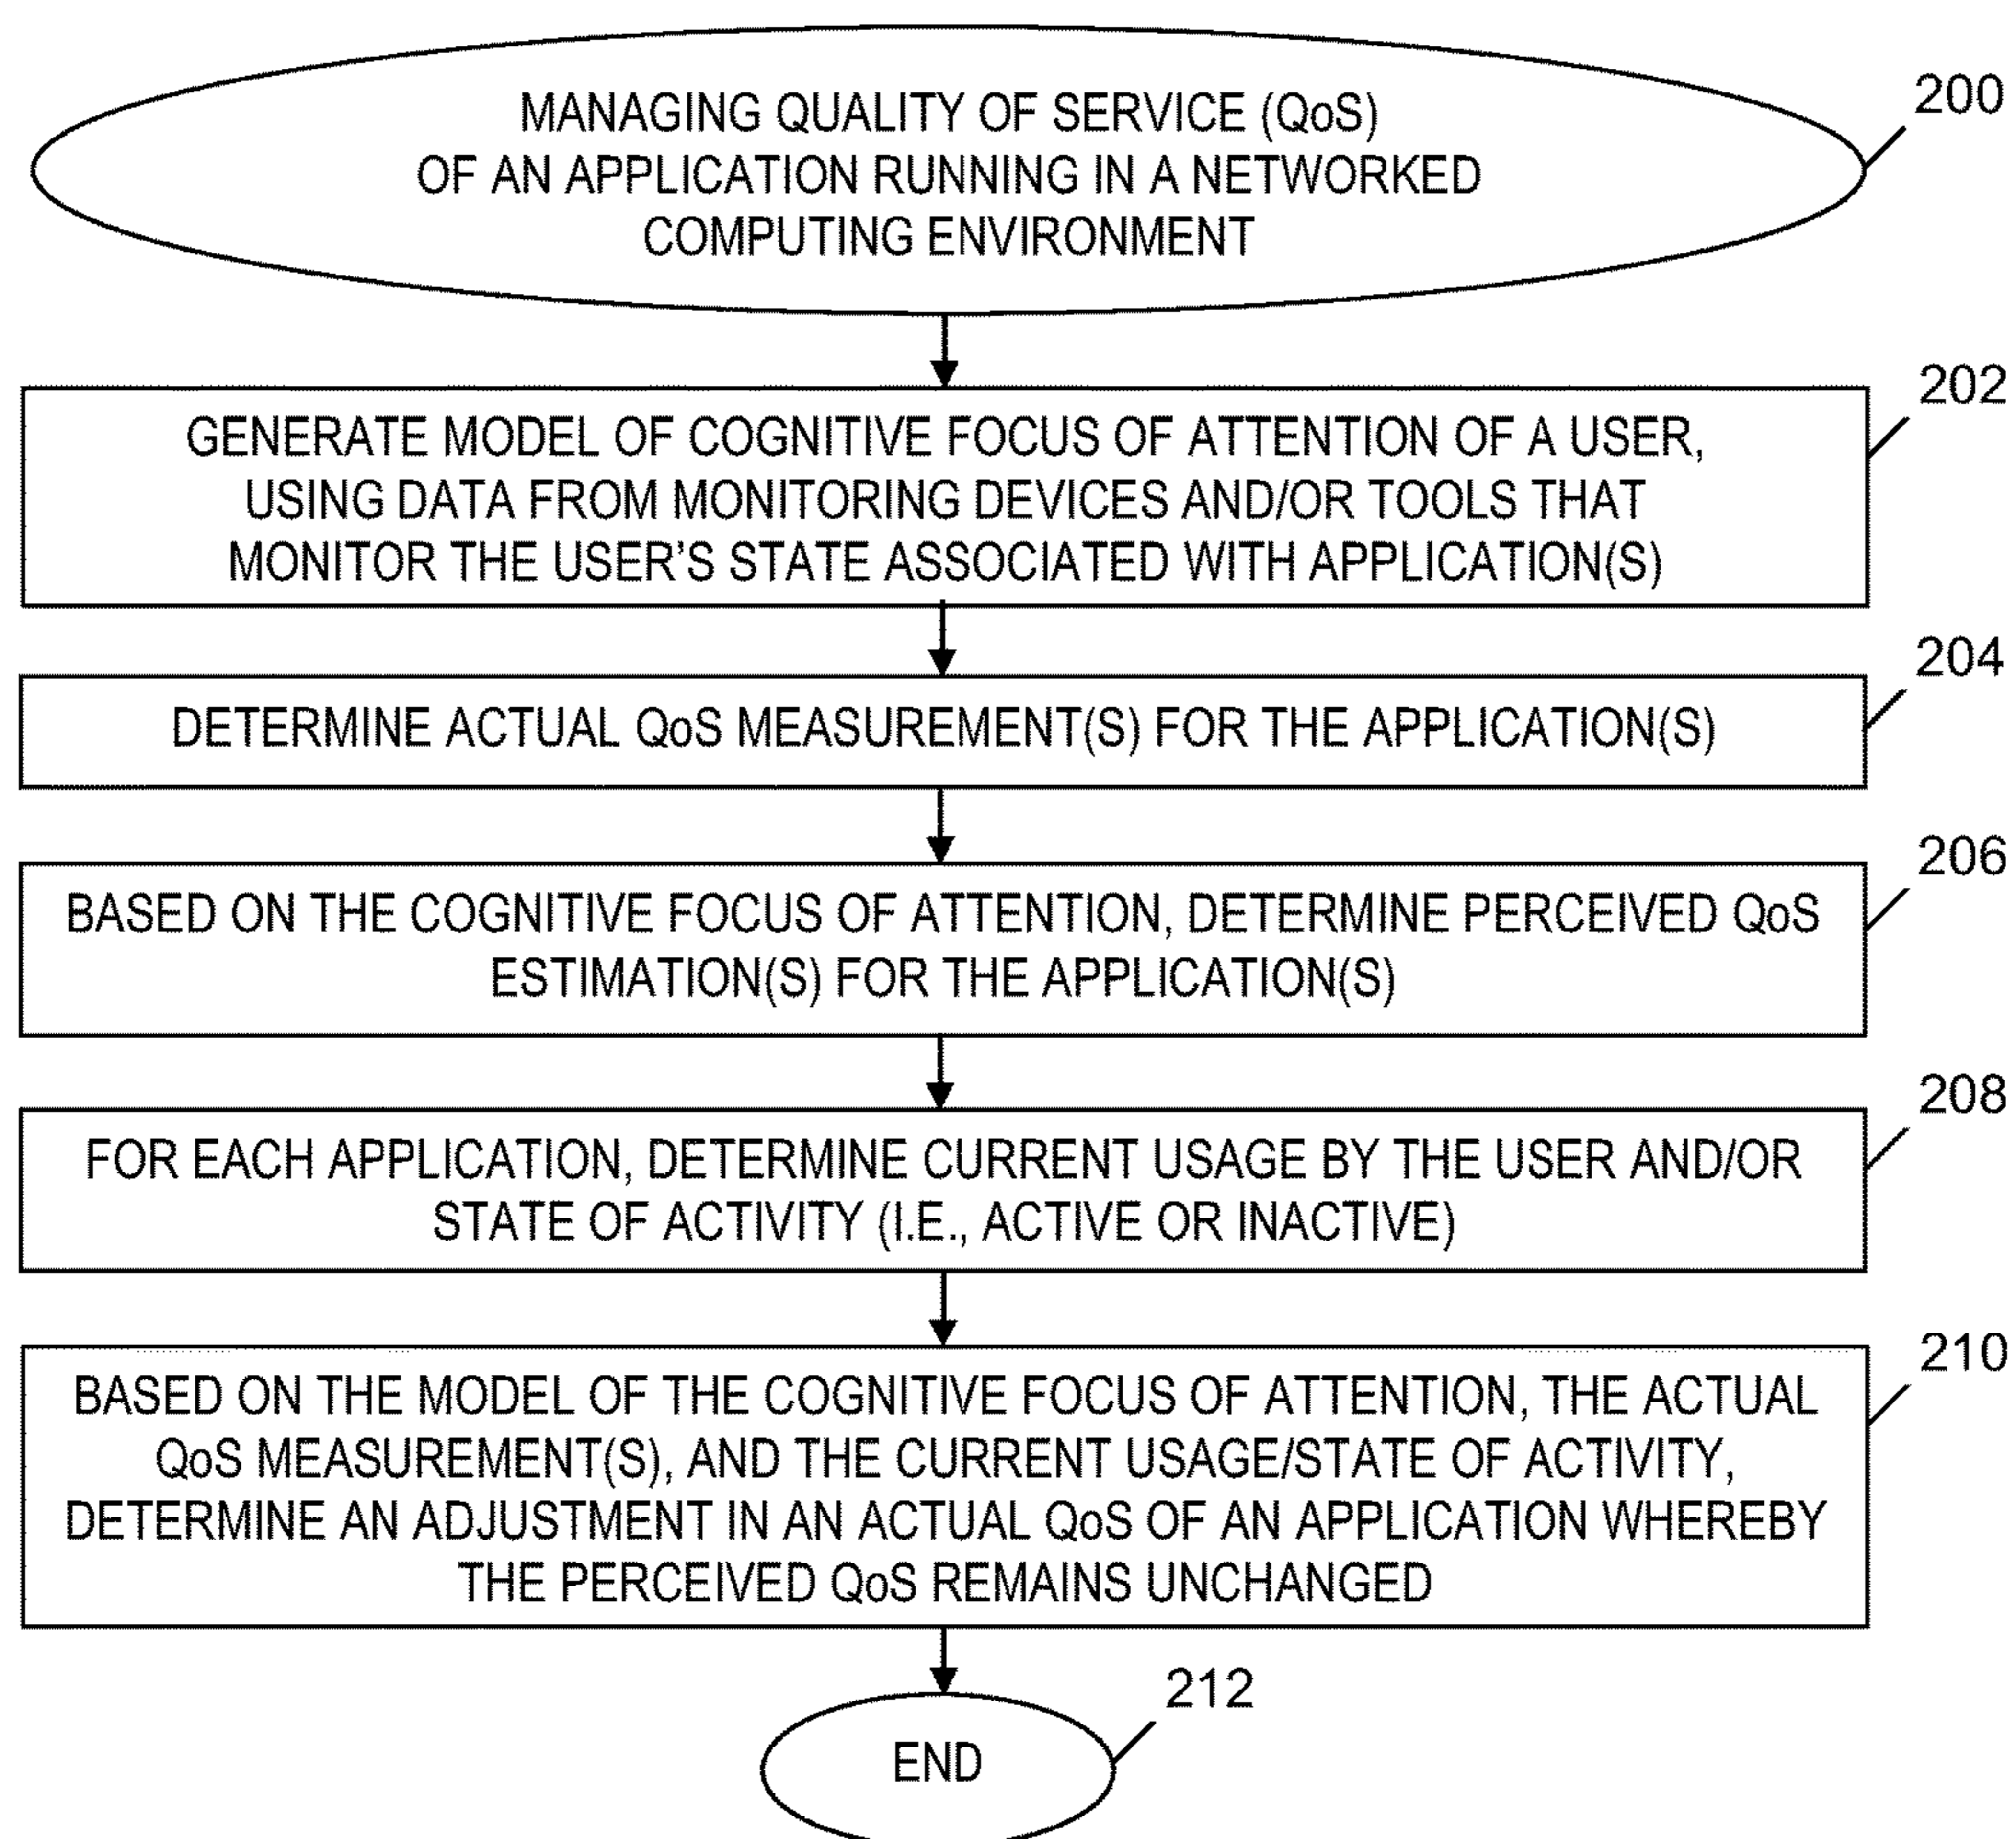 MANAGING QUALITY OF SERVICE (QoS)
OF AN APPLICATION RUNNING IN A NETWORKED
COMPUTING ENVIRONMENT
200
GENERATE MODEL OF COGNITIVE FOCUS OF ATTENTION OF A USER,
USING DATA FROM MONITORING DEVICES AND/OR TOOLS THAT
MONITOR THE USER'S STATE ASSOCIATED WITH APPLICATION(S)
202
DETERMINE ACTUAL QoS MEASUREMENT(S) FOR THE APPLICATION(S)
204
BASED ON THE COGNITIVE FOCUS OF ATTENTION, DETERMINE PERCEIVED QoS
ESTIMATION(S) FOR THE APPLICATION(S)
206
FOR EACH APPLICATION, DETERMINE CURRENT USAGE BY THE USER AND/OR
STATE OF ACTIVITY (I.E., ACTIVE OR INACTIVE)
208
BASED ON THE MODEL OF THE COGNITIVE FOCUS OF ATTENTION, THE ACTUAL
QoS MEASUREMENT(S), AND THE CURRENT USAGE/STATE OF ACTIVITY,
DETERMINE AN ADJUSTMENT IN AN ACTUAL QoS OF AN APPLICATION WHEREBY
THE PERCEIVED QoS REMAINS UNCHANGED
210
END
212